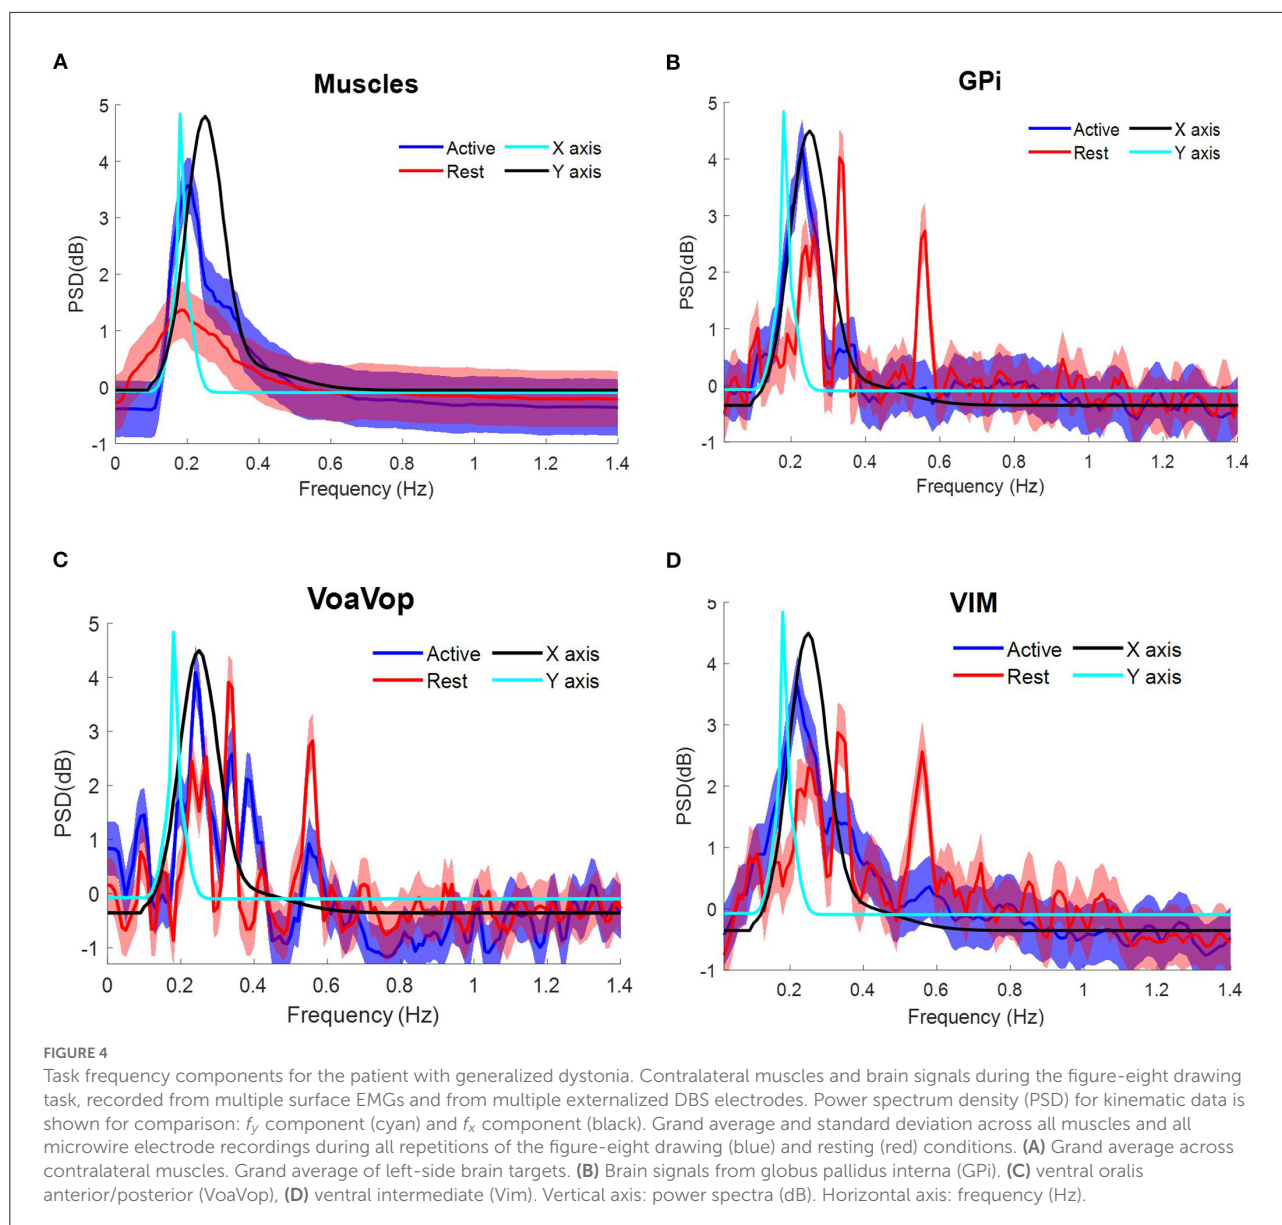 A
Muscles
5
4
3
2
1
0
-1
PSD(dB)
Active
Rest
X axis
Y axis
0 0.2 0.4 0.6 0.8 1 1.2 1.4
Frequency (Hz)
B
GPi
5
4
3
2
1
0
-1
PSD(dB)
Active
Rest
X axis
Y axis
0.2 0.4 0.6 0.8 1 1.2 1.4
Frequency (Hz)
C
VoaVop
5
4
3
2
1
0
-1
PSD(dB)
Active
Rest
X axis
Y axis
0 0.2 0.4 0.6 0.8 1 1.2 1.4
Frequency (Hz)
D
VIM
5
4
3
2
1
0
-1
PSD(dB)
Active
Rest
X axis
Y axis
0.2 0.4 0.6 0.8 1 1.2 1.4
Frequency (Hz)
FIGURE 4
Task frequency components for the patient with generalized dystonia. Contralateral muscles and brain signals during the figure-eight drawing
task, recorded from multiple surface EMGs and from multiple externalized DBS electrodes. Power spectrum density (PSD) for kinematic data is
shown for comparison: fy component (cyan) and fx component (black). Grand average and standard deviation across all muscles and all
microwire electrode recordings during all repetitions of the figure-eight drawing (blue) and resting (red) conditions. (A) Grand average across
contralateral muscles. Grand average of left-side brain targets. (B) Brain signals from globus pallidus interna (GPi). (C) ventral oralis
anterior/posterior (VoaVop), (D) ventral intermediate (Vim). Vertical axis: power spectra (dB). Horizontal axis: frequency (Hz).